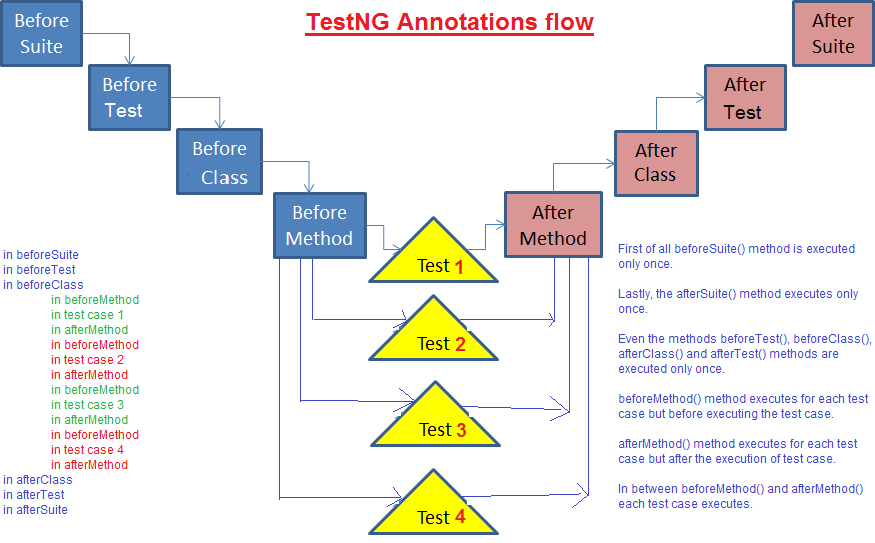 TestNG Annotations flow
Before
Suite
Before
Test
Before
Class
Before
Method
After
Suite
After
Test
After
Class
After
Method
Test 1
Test 2
Test 3
Test 4
in beforeSuite
in beforeTest
in beforeClass
in beforeMethod
in test case 1
in afterMethod
in beforeMethod
in test case 2
in afterMethod
in beforeMethod
in test case 3
in afterMethod
in beforeMethod
in test case 4
in afterMethod
in afterClass
in afterTest
in afterSuite
First of all beforeSuite() method is executed
only once.
Lastly, the afterSuite() method executes only
once.
Even the methods beforeTest(), beforeClass(),
afterClass() and afterTest() methods are
executed only once.
beforeMethod() method executes for each test
case but before executing the test case.
afterMethod() method executes for each test
case but after the execution of test case.
In between beforeMethod() and afterMethod()
each test case executes.